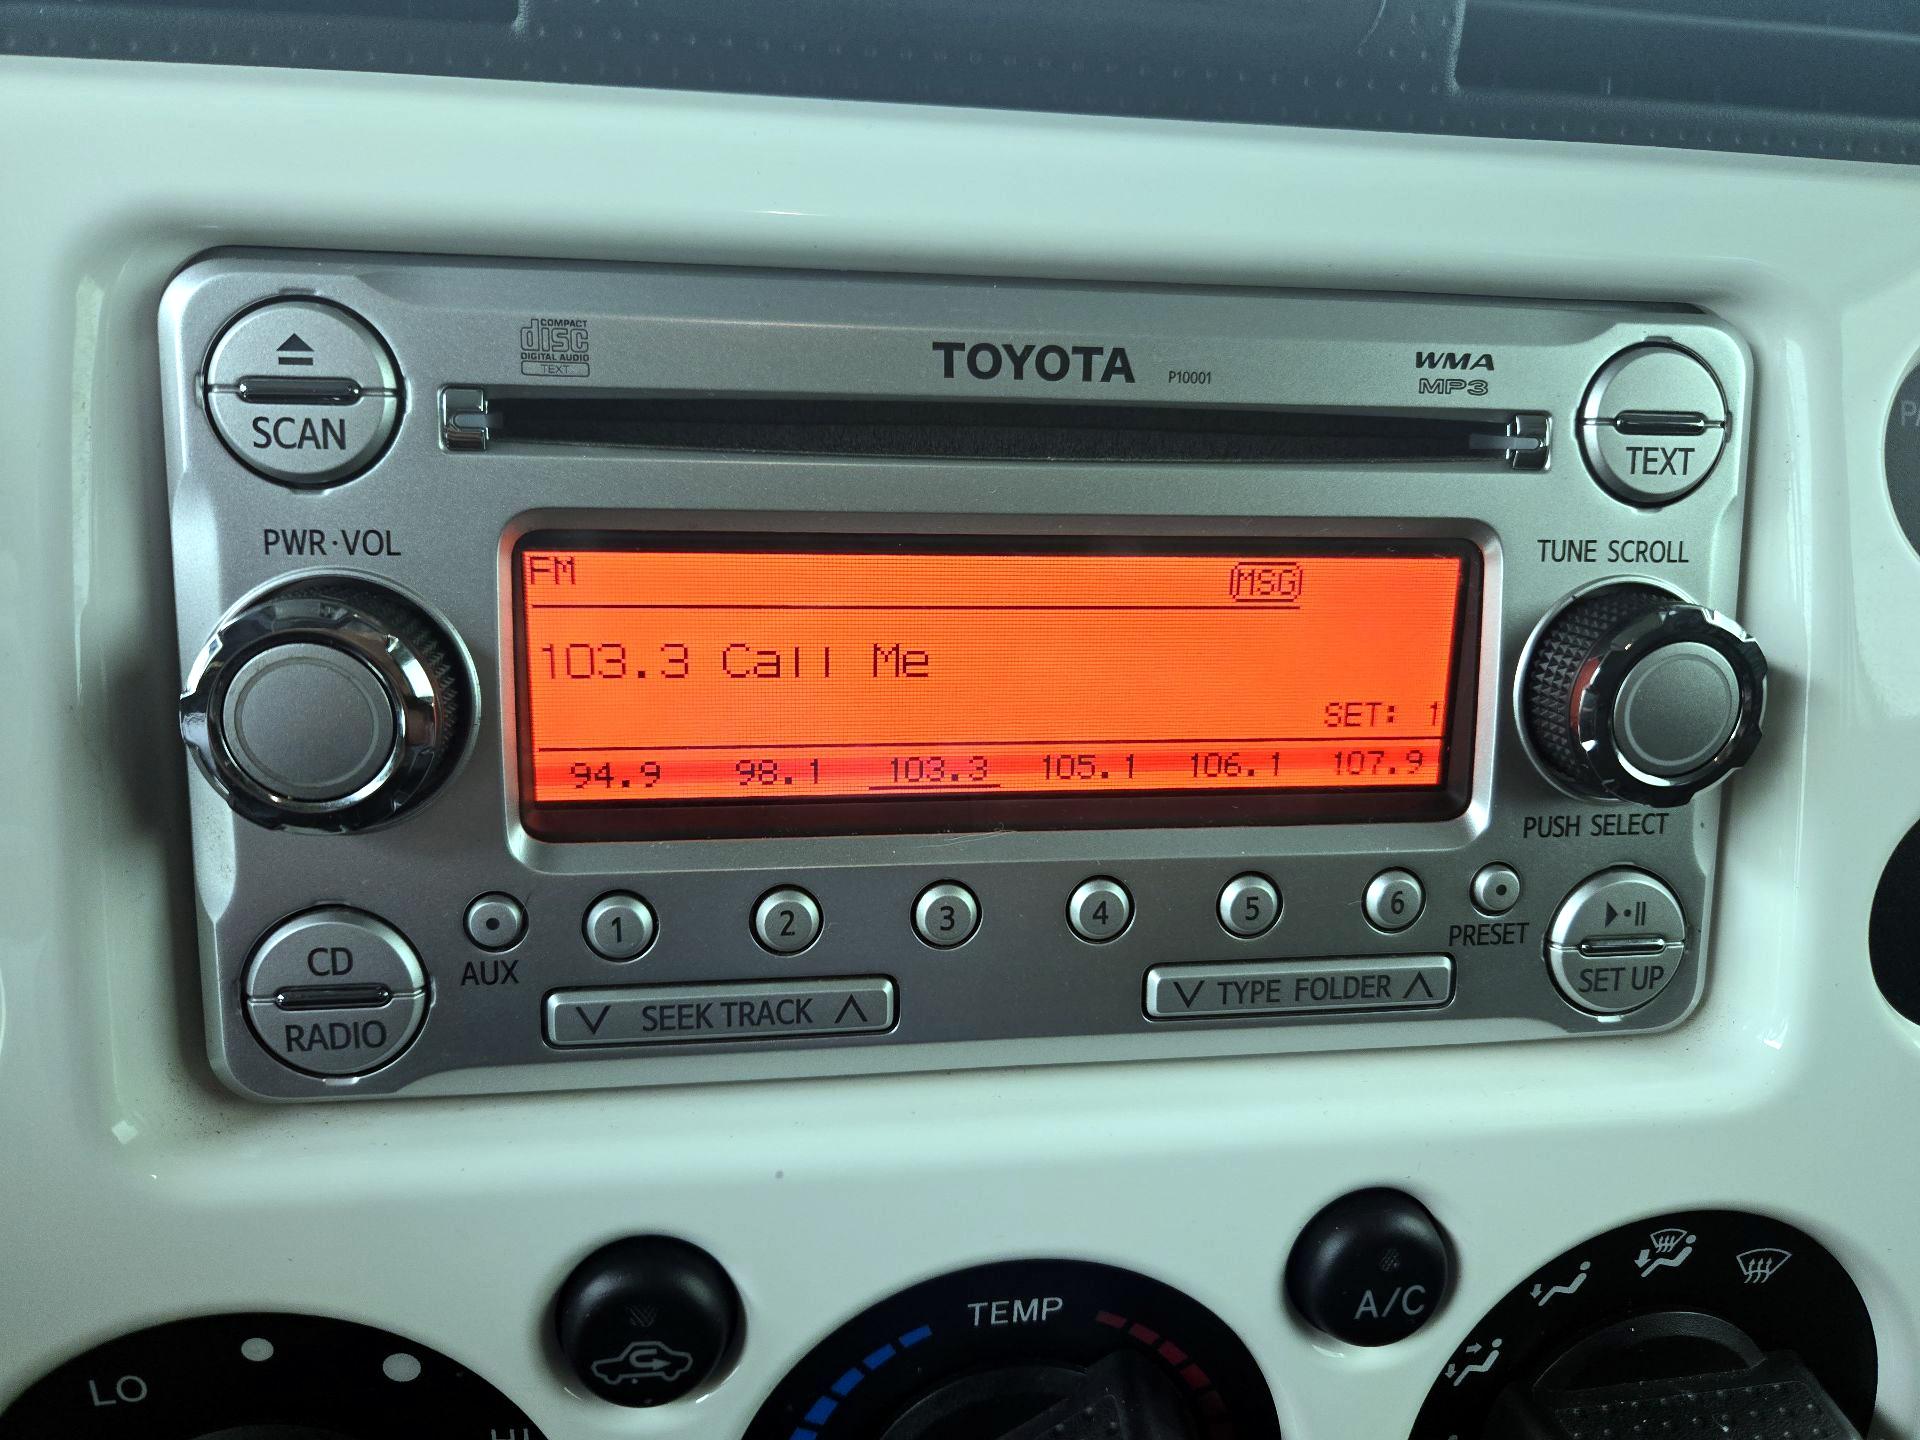 COMPACT
disc
DIGITAL AUDIO
TEXT
TOYOTA P10001
WMA
MP3
SCAN
TEXT
PWR·VOL
TUNE SCROLL
FM MSG
103.3 Call Me
SET: 1
94.9 98.1 103.3 105.1 106.1 107.9
PUSH SELECT
1 2 3 4 5 6
AUX
PRESET
CD
RADIO
SEEK TRACK
TYPE FOLDER
SET UP
TEMP
A/C
LO
HI